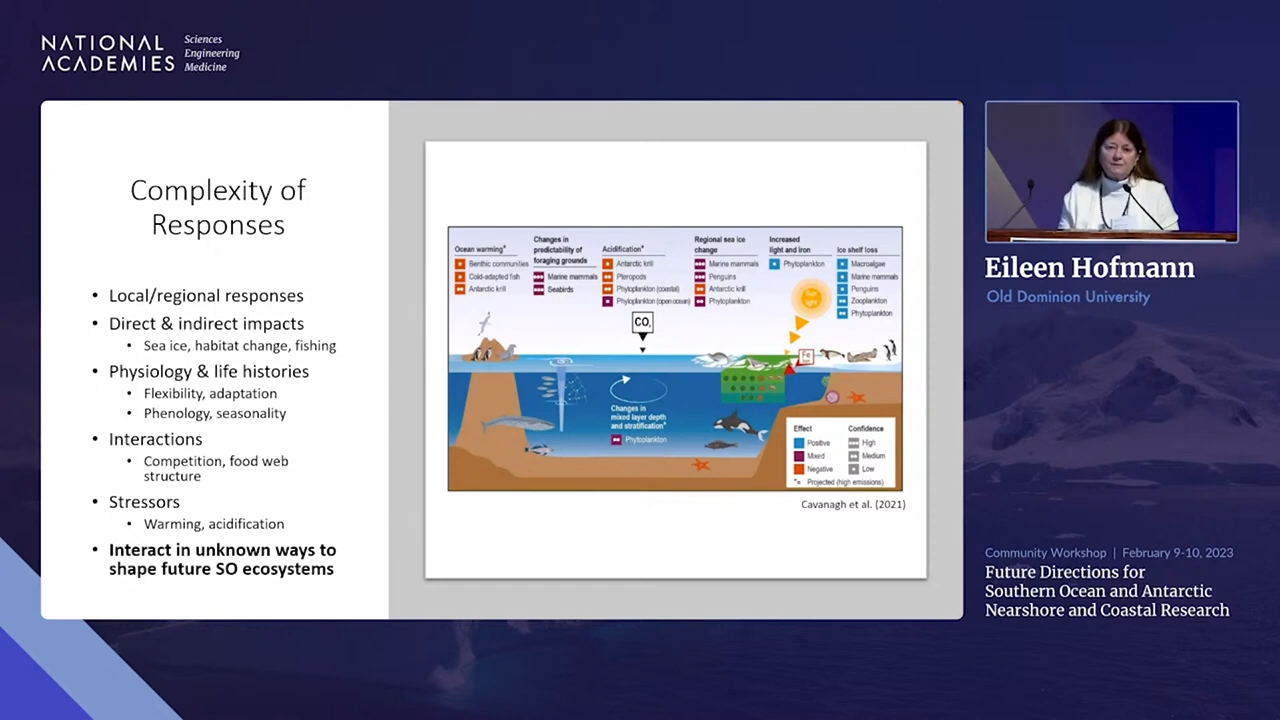 NATIONAL
ACADEMIES
Sciences
Engineering
Medicine
Complexity of
Responses
• Local/regional responses
• Direct & indirect impacts
• Sea ice, habitat change, fishing
• Physiology & life histories
• Flexibility, adaptation
• Phenology, seasonality
• Interactions
• Competition, food web
structure
• Stressors
• Warming, acidification
• Interact in unknown ways to
shape future SO ecosystems
Ocean warming*
Benthic communities
Cold-adapted fish
Antarctic krill
Changes in
predictability of
foraging grounds
Marine mammals
Seabirds
Acidification*
Antarctic krill
Pteropods
Phytoplankton (coastal)
Phytoplankton (open ocean)
Regional sea ice
change
Marine mammals
Penguins
Antarctic krill
Phytoplankton
Increased
light and iron
Phytoplankton
Ice shelf loss
Macroalgae
Marine mammals
Penguins
Zooplankton
Phytoplankton
CO₂
light
Fe
Changes in
mixed layer depth
and stratification*
Phytoplankton
Effect
Positive
Mixed
Negative
Confidence
High
Medium
Low
*= Projected (high emissions)
Cavanagh et al. (2021)
Eileen Hofmann
Old Dominion University
Community Workshop | February 9-10, 2023
Future Directions for
Southern Ocean and Antarctic
Nearshore and Coastal Research